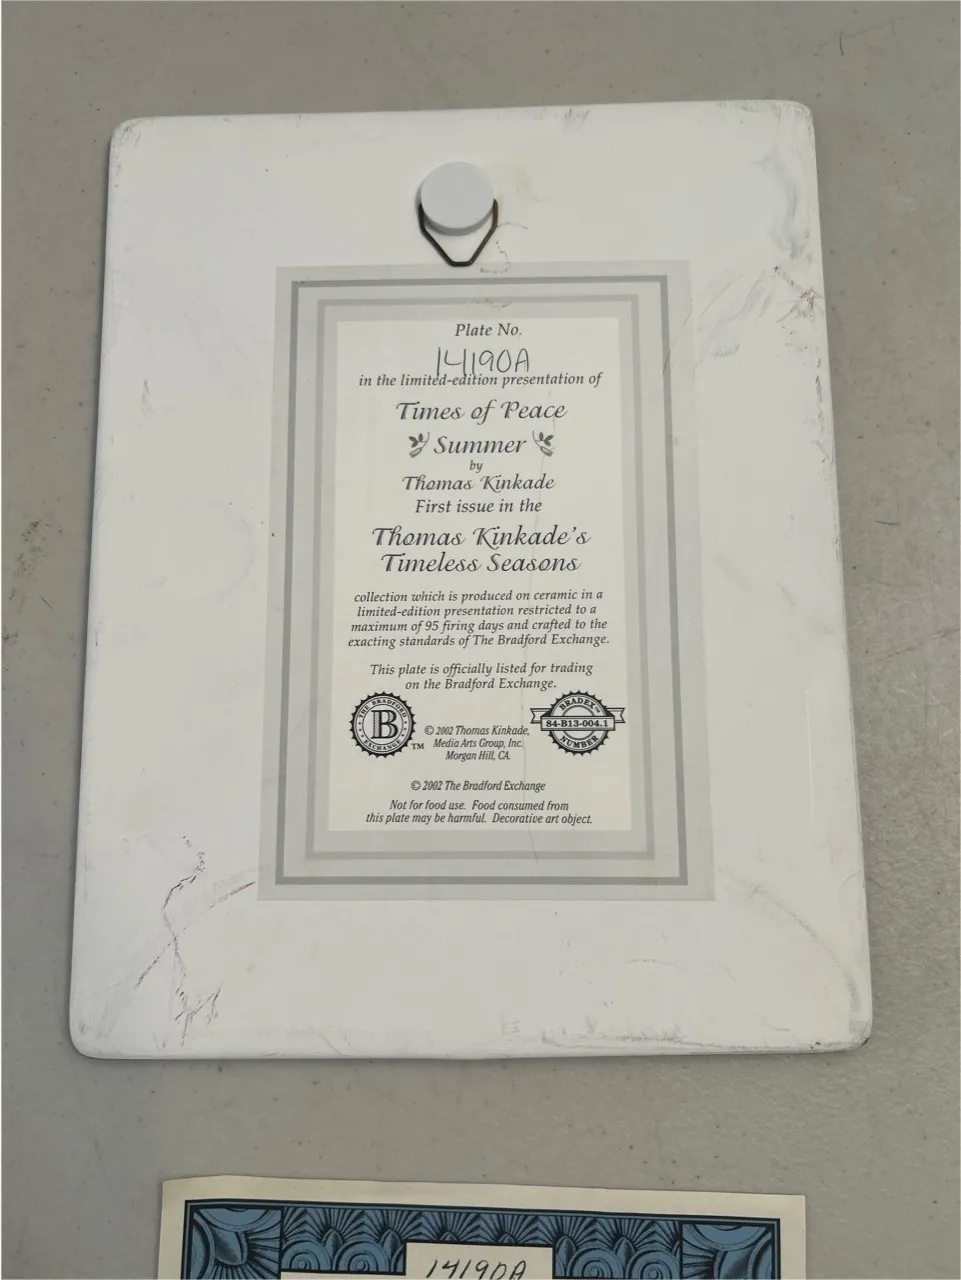 Plate No.
14190A
in the limited-edition presentation of
Times of Peace
Summer
by
Thomas Kinkade
First issue in the
Thomas Kinkade's
Timeless Seasons
collection which is produced on ceramic in a
limited-edition presentation restricted to a
maximum of 95 firing days and crafted to the
exacting standards of The Bradford Exchange.
This plate is officially listed for trading
on the Bradford Exchange.
THE BRADFORD
B
EXCHANGE
TM
© 2002 Thomas Kinkade,
Media Arts Group, Inc.
Morgan Hill, CA.
BRADEX™
84-B13-004.1
NUMBER
© 2002 The Bradford Exchange
Not for food use. Food consumed from
this plate may be harmful. Decorative art object.
14190A